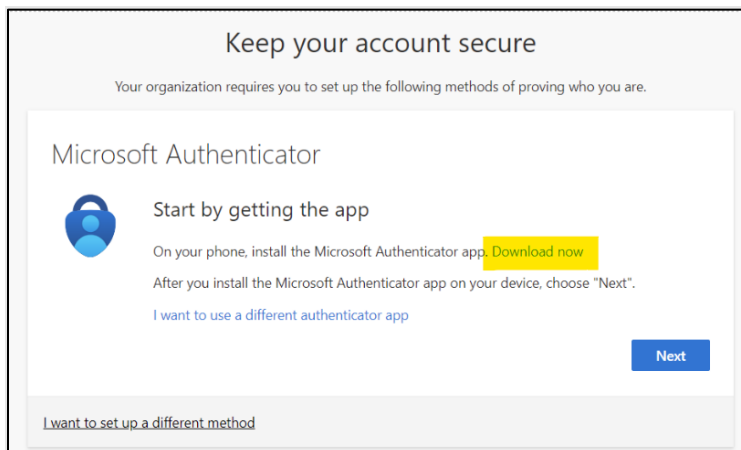 Keep your account secure
Your organization requires you to set up the following methods of proving who you are.
Microsoft Authenticator
Start by getting the app
On your phone, install the Microsoft Authenticator app. Download now
After you install the Microsoft Authenticator app on your device, choose "Next".
I want to use a different authenticator app
Next
I want to set up a different method